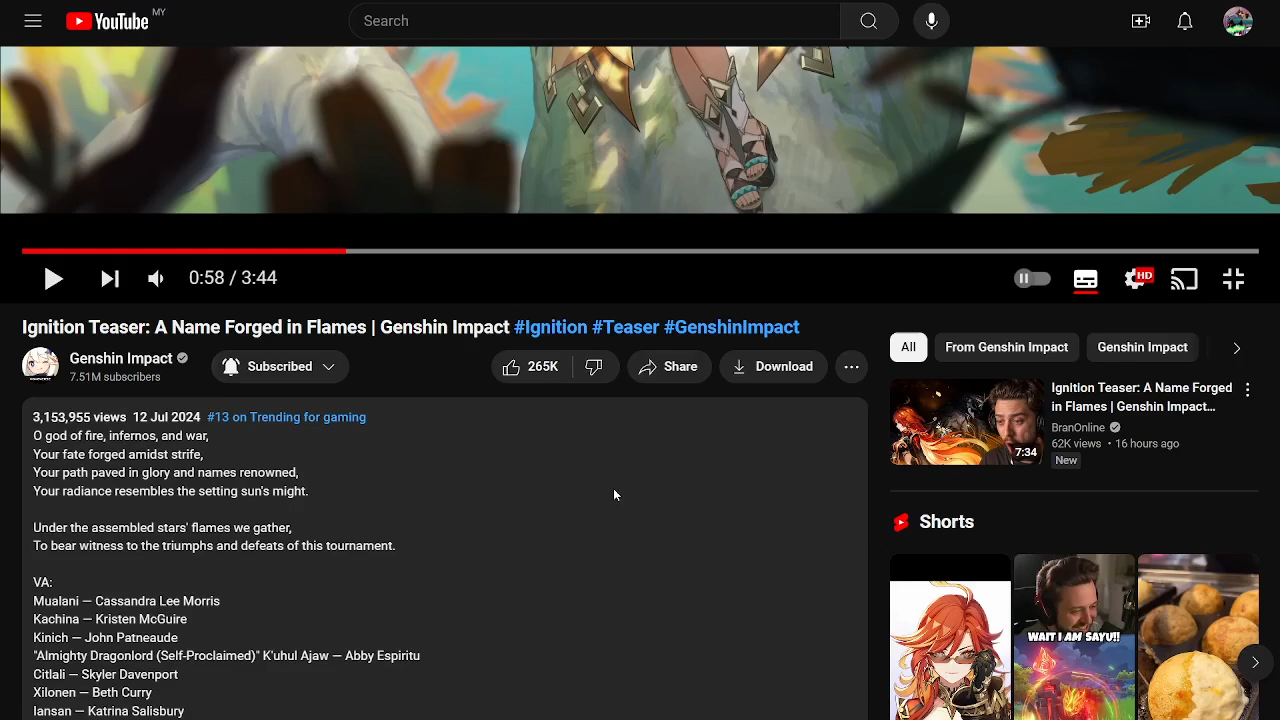 YouTube MY
Search
HD
0:58 / 3:44
Ignition Teaser: A Name Forged in Flames | Genshin Impact #Ignition #Teaser #GenshinImpact
Genshin Impact
7.51M subscribers
Subscribed
265K
Share
Download
3,153,955 views 12 Jul 2024 #13 on Trending for gaming
O god of fire, infernos, and war,
Your fate forged amidst strife,
Your path paved in glory and names renowned,
Your radiance resembles the setting sun's might.
Under the assembled stars' flames we gather,
To bear witness to the triumphs and defeats of this tournament.
VA:
Mualani — Cassandra Lee Morris
Kachina — Kristen McGuire
Kinich — John Patneaude
"Almighty Dragonlord (Self-Proclaimed)" K'uhul Ajaw — Abby Espiritu
Citlali — Skyler Davenport
Xilonen — Beth Curry
Iansan — Katrina Salisbury
All
From Genshin Impact
Genshin Impact
7:34
Ignition Teaser: A Name Forged
in Flames | Genshin Impact...
BranOnline
62K views • 16 hours ago
New
Shorts
WAIT I AM SAYU!!